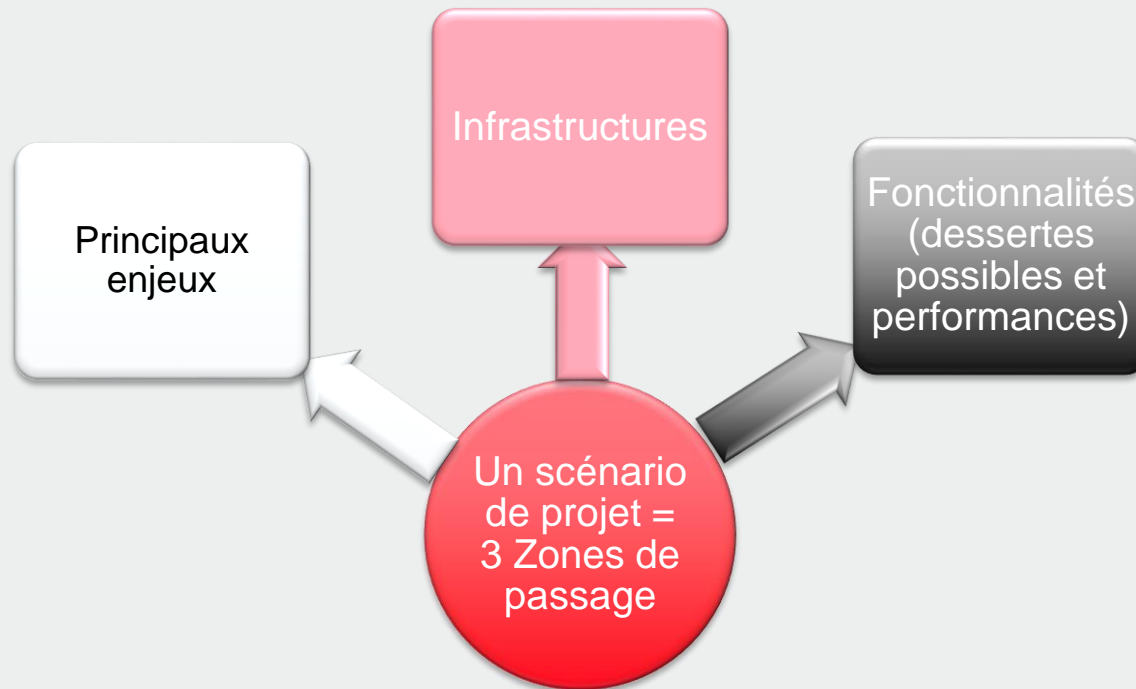 Infrastructures
Principaux
enjeux
Fonctionnalités
(dessertes
possibles et
performances)
Un scénario
de projet =
3 Zones de
passage